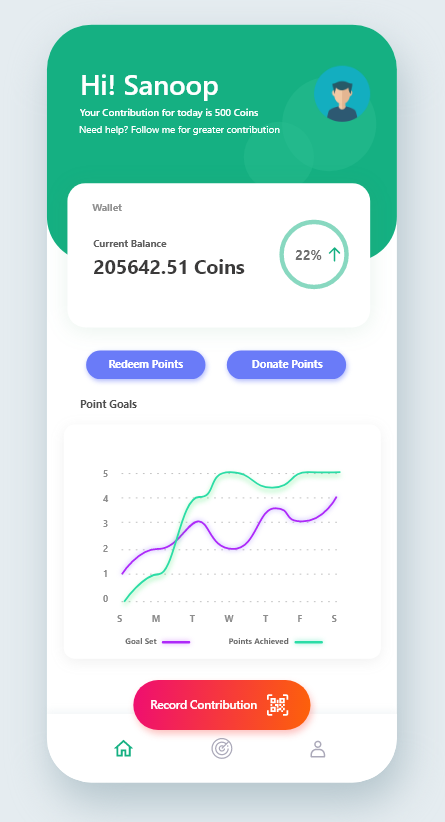 Hi! Sanoop
Your Contribution for today is 500 Coins
Need help? Follow me for greater contribution
Wallet
Current Balance
205642.51 Coins
22%
Redeem Points
Donate Points
Point Goals
5
4
3
2
1
0
S M T W T F S
Goal Set
Points Achieved
Record Contribution